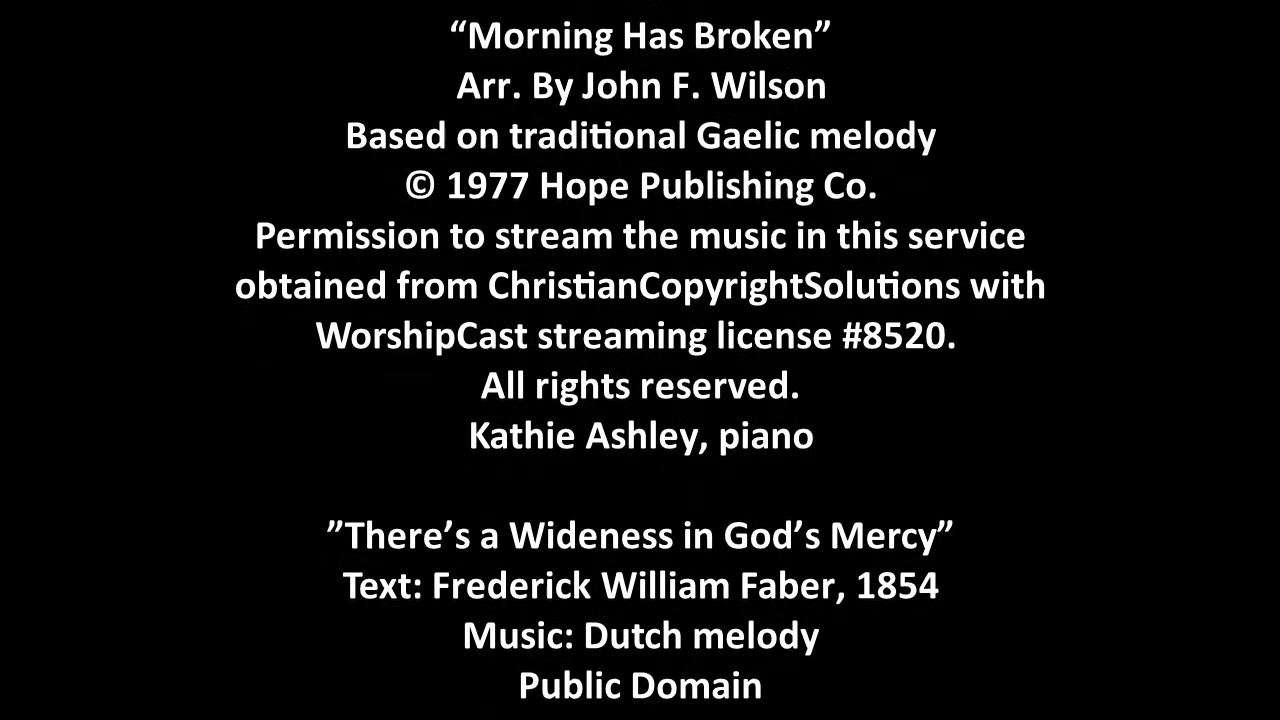 “Morning Has Broken”
Arr. By John F. Wilson
Based on traditional Gaelic melody
© 1977 Hope Publishing Co.
Permission to stream the music in this service
obtained from ChristianCopyrightSolutions with
WorshipCast streaming license #8520.
All rights reserved.
Kathie Ashley, piano
”There’s a Wideness in God’s Mercy”
Text: Frederick William Faber, 1854
Music: Dutch melody
Public Domain